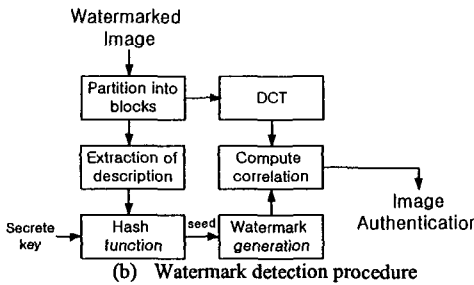 Watermarked
Image
Partition into
blocks
DCT
Extraction of
description
Compute
correlation
Secrete
key
Hash
function
seed
Watermark
generation
Image
Authentication
(b) Watermark detection procedure